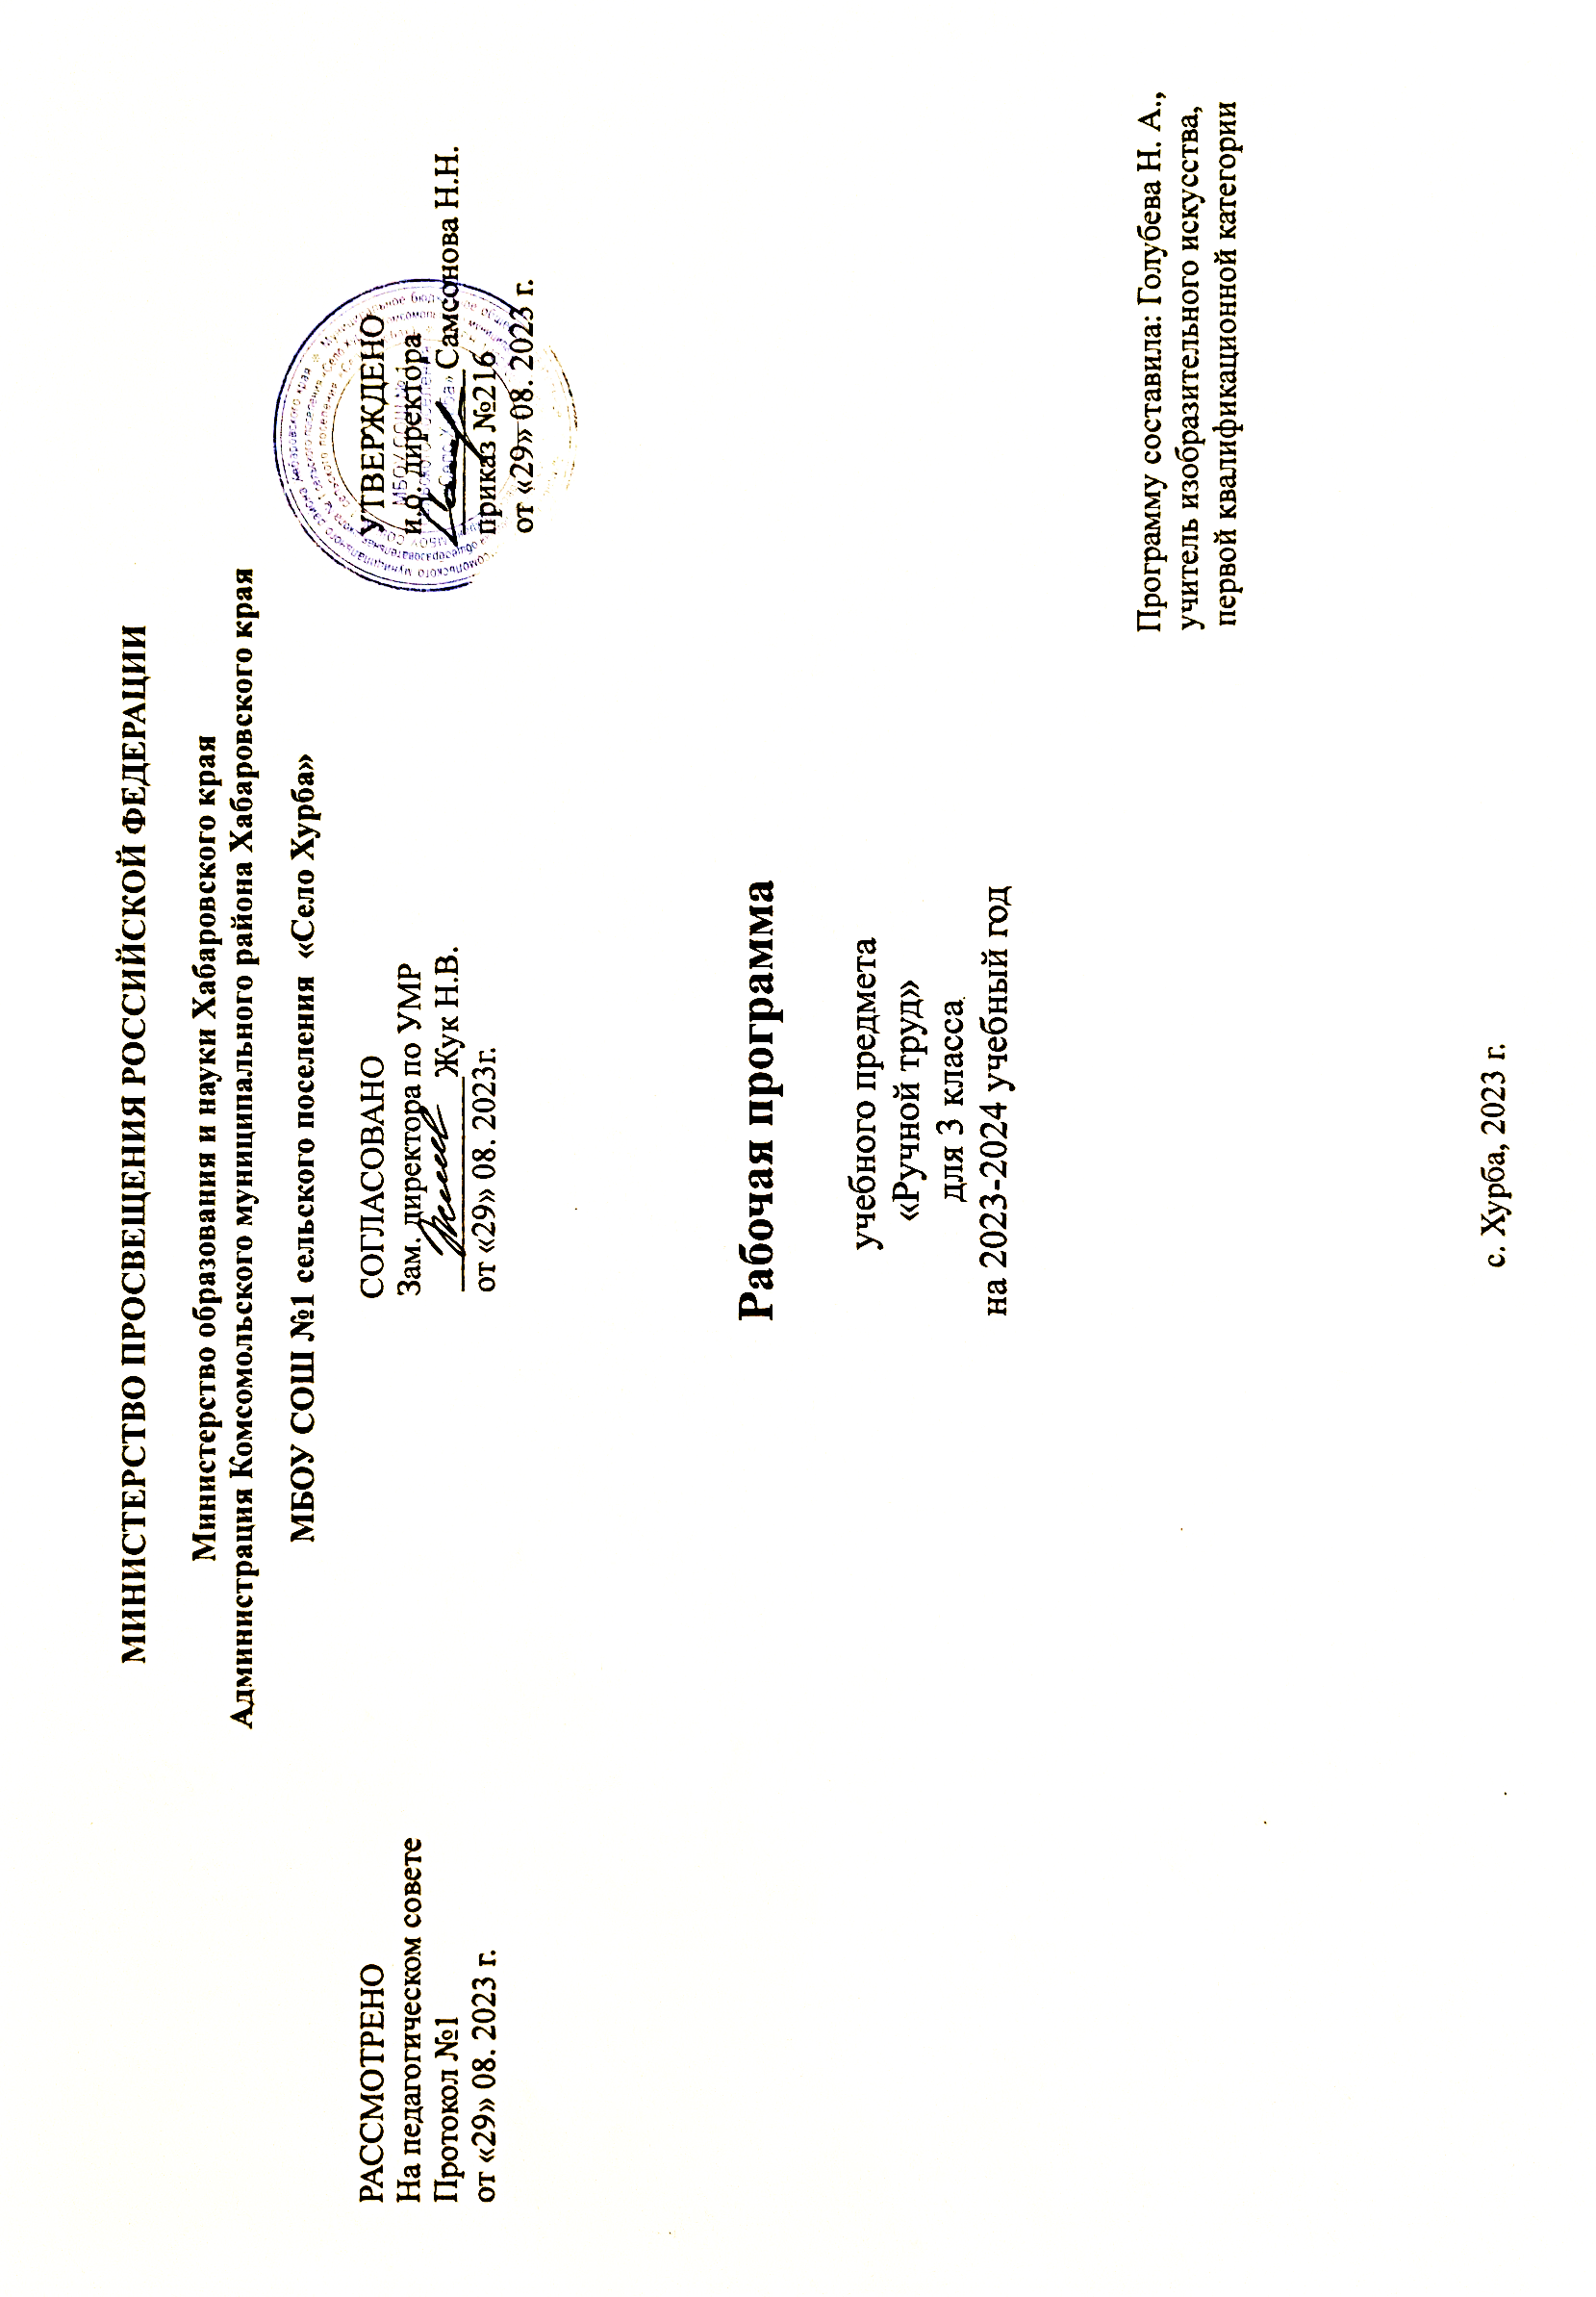 МИНИСТЕРСТВО ПРОСВЕЩЕНИЯ РОССИЙСКОЙ ФЕДЕРАЦИИ
Министерство образования и науки Хабаровского края
Администрация Комсомольского муниципального района Хабаровского края
МБОУ СОШ №1 сельского поселения «Село Хурба»
РАССМОТРЕНО
На педагогическом совете
Протокол №1
от «29» 08. 2023 г.
СОГЛАСОВАНО
Зам. директора по УМР
Жук Н.В.
от «29» 08. 2023г.
УТВЕРЖДЕНО
и.о. директора
Самсонова Н.Н.
приказ №216
от «29» 08. 2023 г.
Рабочая программа
учебного предмета
«Ручной труд»
для 3 класса
на 2023-2024 учебный год
Программу составила: Голубева Н. А.,
учитель изобразительного искусства,
первой квалификационной категории
с. Хурба, 2023 г.